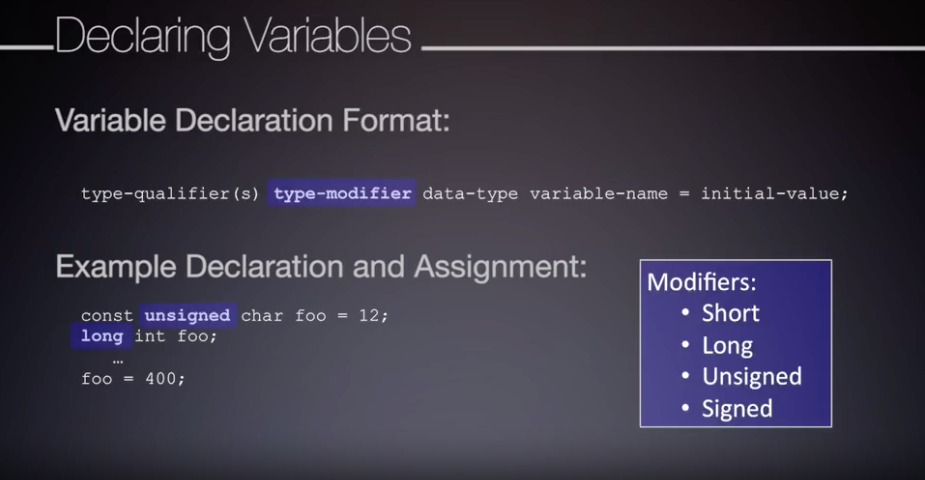 Declaring Variables
Variable Declaration Format:
type-qualifier(s) type-modifier data-type variable-name = initial-value;
Example Declaration and Assignment:
const unsigned char foo = 12;
long int foo;
…
foo = 400;
Modifiers:
• Short
• Long
• Unsigned
• Signed